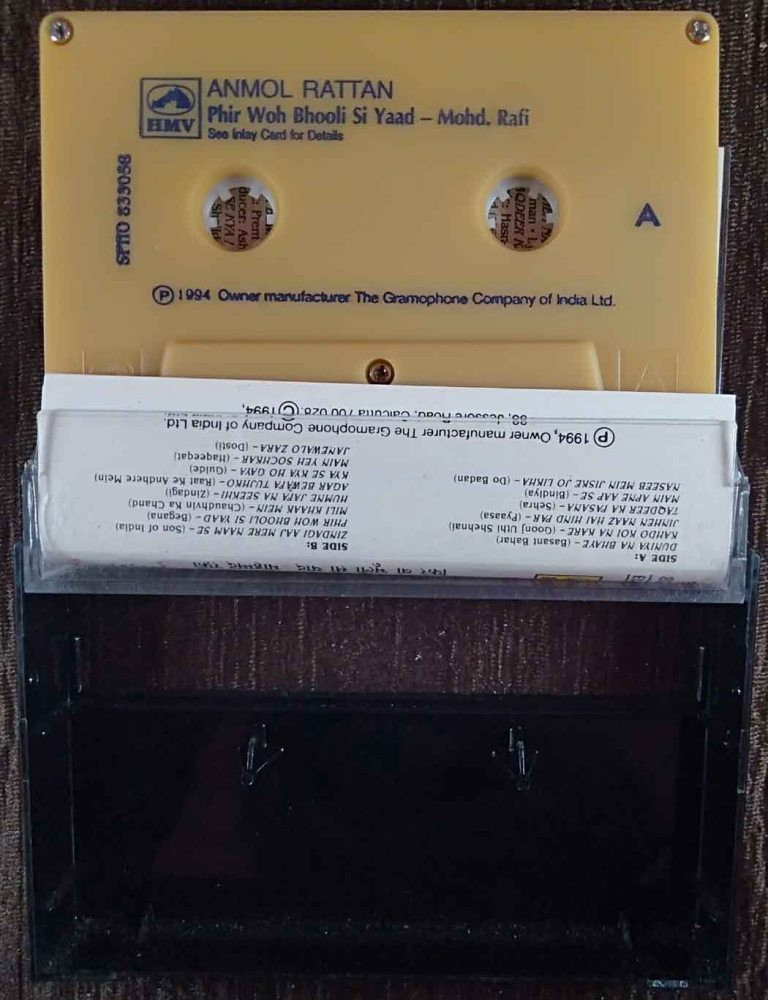 HMV
ANMOL RATTAN
Phir Woh Bhooli Si Yaad – Mohd. Rafi
See Inlay Card for Details
SPHO 833058
A
Ⓟ 1994 Owner manufacturer The Gramophone Company of India Ltd.
फिर वो भूली सी याद मोहम्मद रफ़ी
SIDE A:
DUNIYA NA BHAYE – (Basant Bahar)
KAHDO KOI NA KARE – (Goonj Uthi Shehnai)
JINHEN NAAZ HAI HIND PAR – (Pyaasa)
TAQDEER KA FASANA – (Sehra)
MAIN APNE AAP SE – (Bindiya)
NASEEB MEIN JISKE JO LIKHA – (Do Badan)
SIDE B:
ZINDAGI AAJ MERE NAAM SE – (Son of India)
PHIR WOH BHOOLI SI YAAD – (Begana)
MILI KHAAK MEIN – (Chaudhvin Ka Chand)
HUMNE JAFA NA SEEKHI – (Zindagi)
AGAR BEWAFA TUJHKO – (Raat Ke Andhere Mein)
KYA SE KYA HO GAYA – (Guide)
MAIN YEH SOCHKAR – (Haqeeqat)
JANEWALO ZARA – (Dosti)
Ⓟ 1994, Owner manufacturer The Gramophone Company of India Ltd.
Jessore Road, Calcutta 700 028 © 1994,